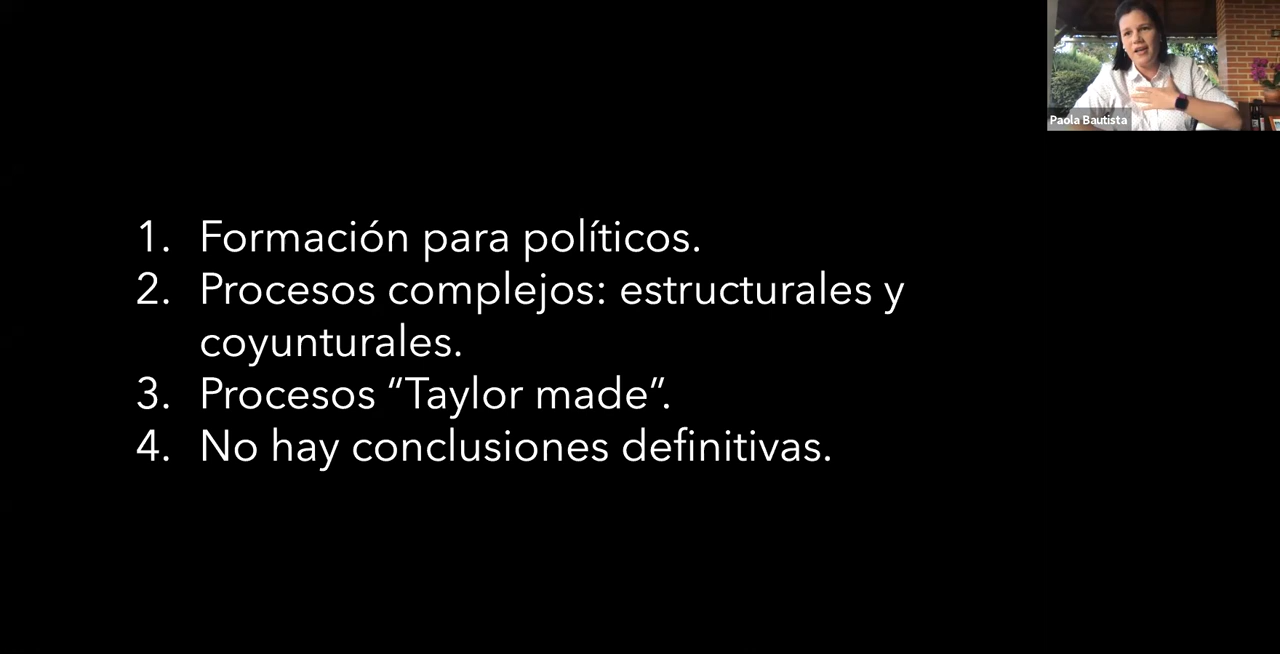 Paola Bautista
1. Formación para políticos.
2. Procesos complejos: estructurales y
coyunturales.
3. Procesos “Taylor made”.
4. No hay conclusiones definitivas.